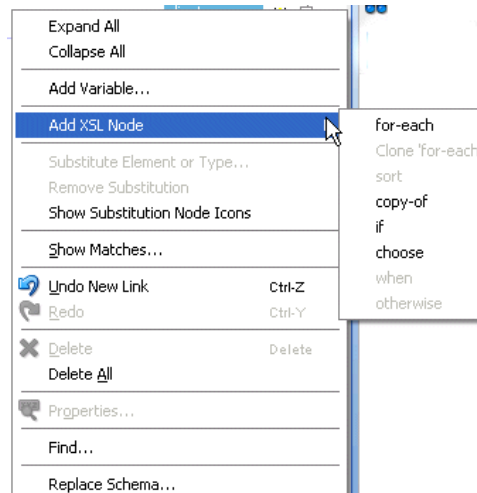 Expand All
Collapse All
Add Variable...
Add XSL Node
Substitute Element or Type...
Remove Substitution
Show Substitution Node Icons
Show Matches...
Undo New Link Ctrl-Z
Redo Ctrl-Y
Delete Delete
Delete All
Properties...
Find...
Replace Schema...
for-each
Clone 'for-each
sort
copy-of
if
choose
when
otherwise